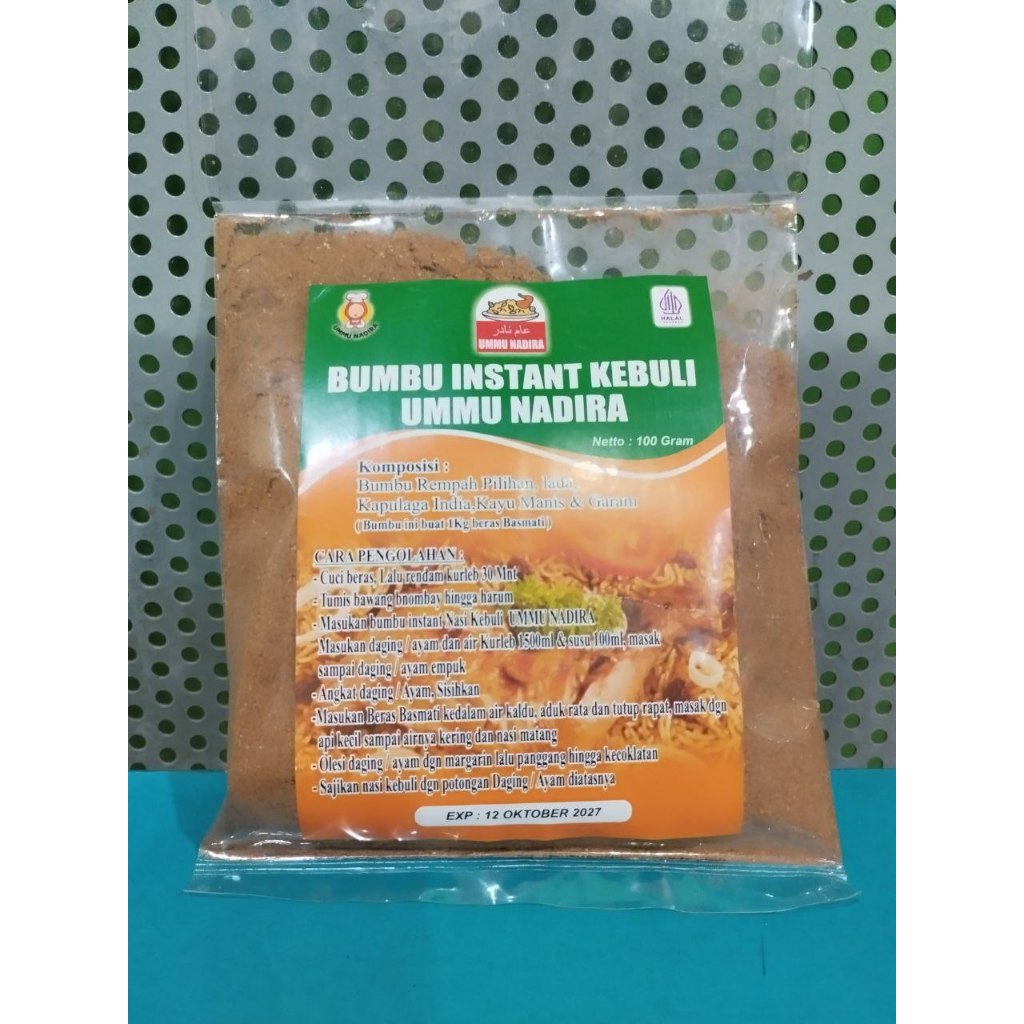 UMMU NADIRA
عام نادر
UMMU NADIRA
HALAL
BUMBU INSTANT KEBULI
UMMU NADIRA
Netto : 100 Gram
Komposisi :
Bumbu Rempah Pilihan, lada,
Kapulaga India,Kayu Manis & Garam
(Bumbu ini buat 1Kg beras Basmati)
CARA PENGOLAHAN :
- Cuci beras, Lalu rendam kurleb 30 Mnt
- Tumis bawang bnombay hingga harum
- Masukan bumbu instant Nasi Kebuli UMMU NADIRA
Masukan daging / ayam dan air Kurleb 1500ml & susu 100ml, masak
sampai daging / ayam empuk
- Angkat daging / Ayam, Sisihkan
-Masukan Beras Basmati kedalam air kaldu, aduk rata dan tutup rapat, masak dgn
api kecil sampai airnya kering dan nasi matang
- Olesi daging / ayam dgn margarin lalu panggang hingga kecoklatan
- Sajikan nasi kebuli dgn potongan Daging / Ayam diatasnya
EXP : 12 OKTOBER 2027